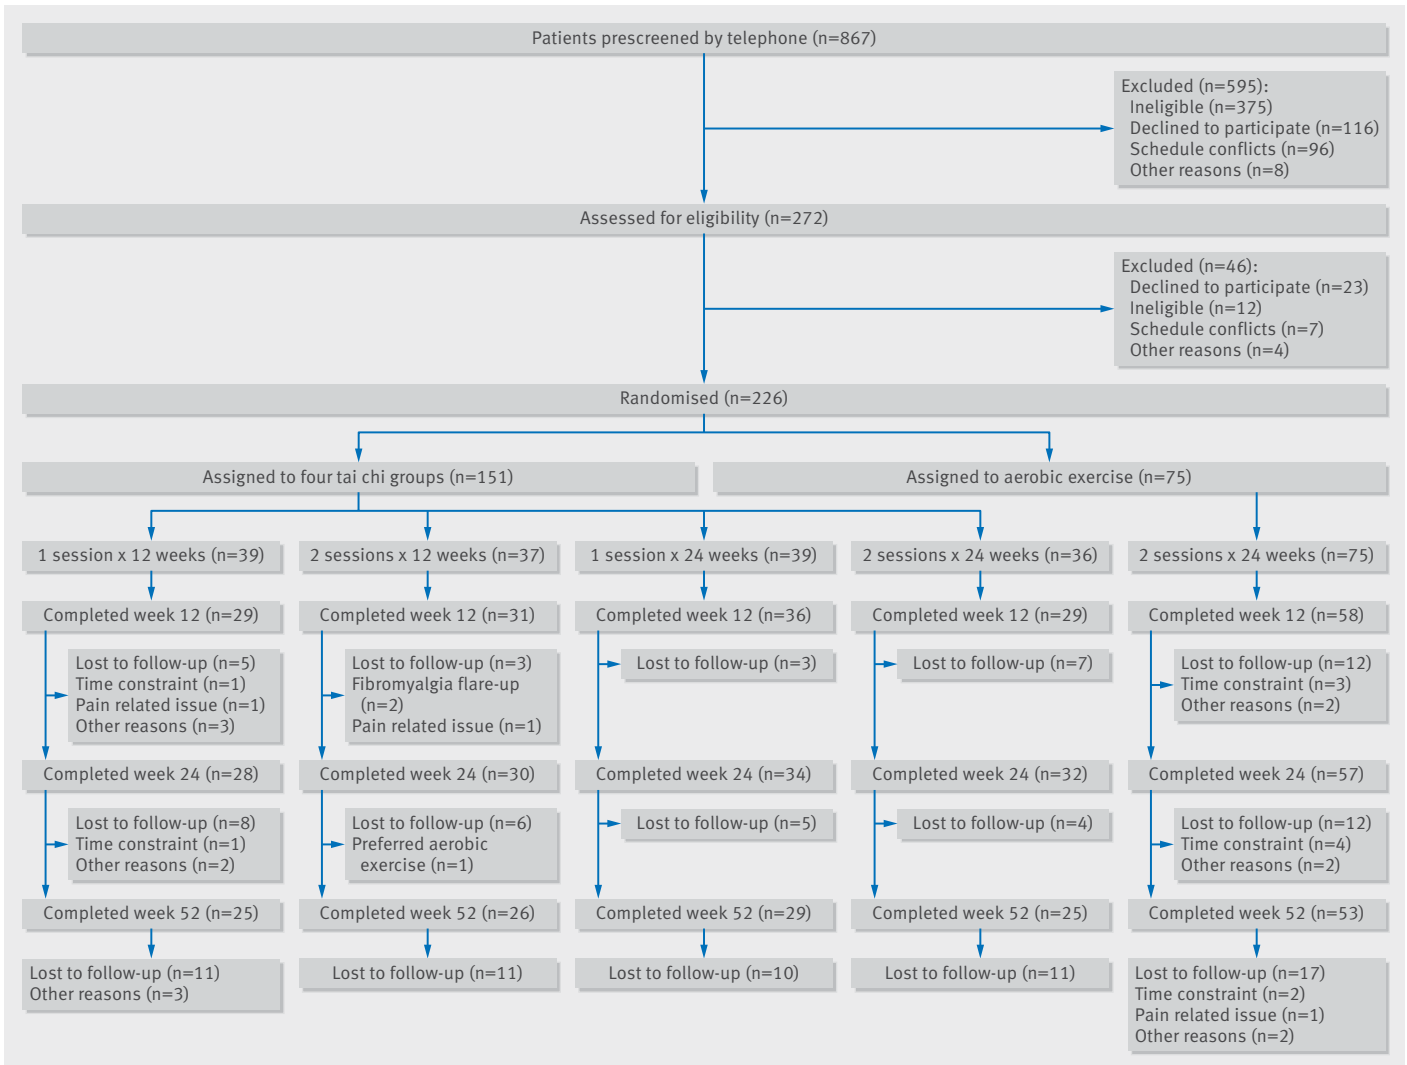 Patients prescreened by telephone (n=867)
Excluded (n=595):
Ineligible (n=375)
Declined to participate (n=116)
Schedule conflicts (n=96)
Other reasons (n=8)
Assessed for eligibility (n=272)
Excluded (n=46):
Declined to participate (n=23)
Ineligible (n=12)
Schedule conflicts (n=7)
Other reasons (n=4)
Randomised (n=226)
Assigned to four tai chi groups (n=151)
Assigned to aerobic exercise (n=75)
1 session x 12 weeks (n=39)
2 sessions x 12 weeks (n=37)
1 session x 24 weeks (n=39)
2 sessions x 24 weeks (n=36)
2 sessions x 24 weeks (n=75)
Completed week 12 (n=29)
Completed week 12 (n=31)
Completed week 12 (n=36)
Completed week 12 (n=29)
Completed week 12 (n=58)
Lost to follow-up (n=5)
Time constraint (n=1)
Pain related issue (n=1)
Other reasons (n=3)
Lost to follow-up (n=3)
Fibromyalgia flare-up
(n=2)
Pain related issue (n=1)
Lost to follow-up (n=3)
Lost to follow-up (n=7)
Lost to follow-up (n=12)
Time constraint (n=3)
Other reasons (n=2)
Completed week 24 (n=28)
Completed week 24 (n=30)
Completed week 24 (n=34)
Completed week 24 (n=32)
Completed week 24 (n=57)
Lost to follow-up (n=8)
Time constraint (n=1)
Other reasons (n=2)
Lost to follow-up (n=6)
Preferred aerobic
exercise (n=1)
Lost to follow-up (n=5)
Lost to follow-up (n=4)
Lost to follow-up (n=12)
Time constraint (n=4)
Other reasons (n=2)
Completed week 52 (n=25)
Completed week 52 (n=26)
Completed week 52 (n=29)
Completed week 52 (n=25)
Completed week 52 (n=53)
Lost to follow-up (n=11)
Other reasons (n=3)
Lost to follow-up (n=11)
Lost to follow-up (n=10)
Lost to follow-up (n=11)
Lost to follow-up (n=17)
Time constraint (n=2)
Pain related issue (n=1)
Other reasons (n=2)